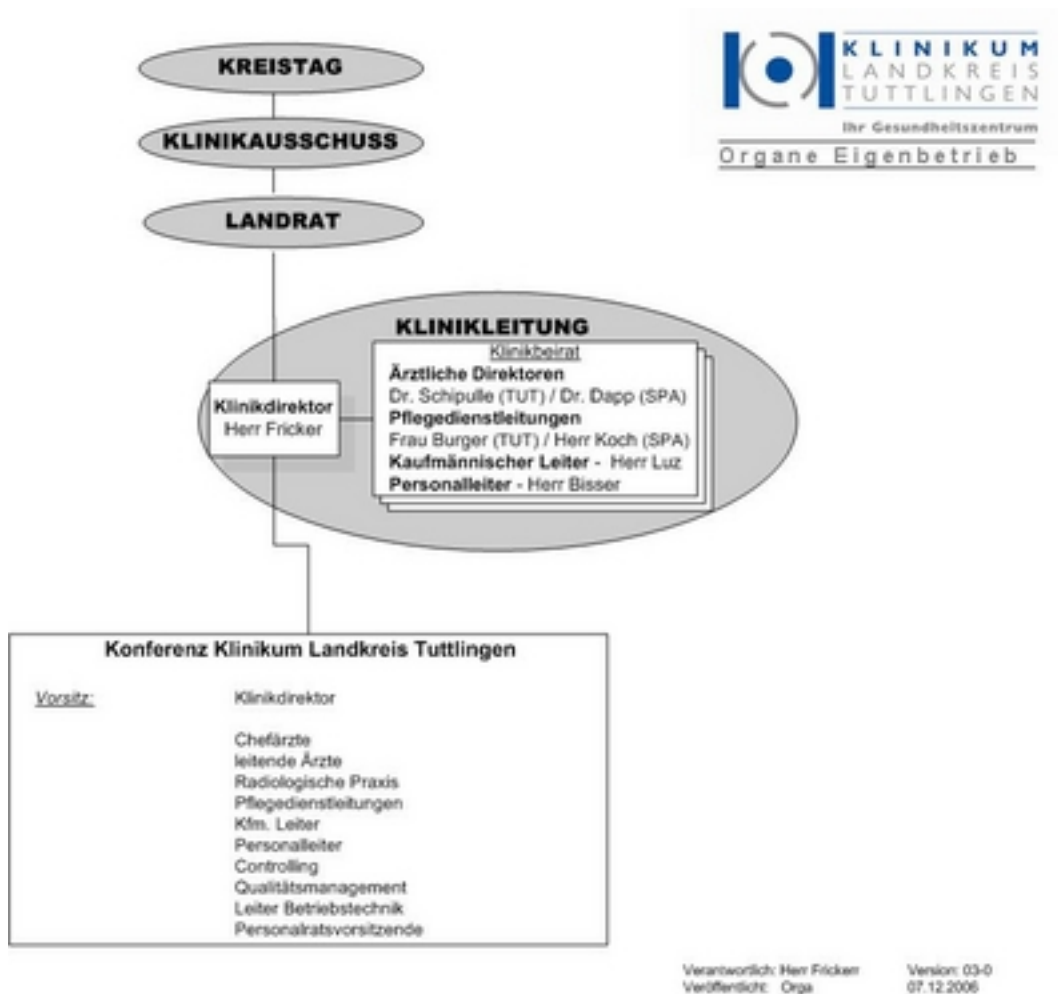 KREISTAG
KLINIKAUSSCHUSS
LANDRAT
KLINIKUM
LANDKREIS
TUTTLINGEN
Ihr Gesundheitszentrum
Organe Eigenbetrieb
KLINIKLEITUNG
Klinikdirektor
Herr Fricker
Klinikbeirat
Ärztliche Direktoren
Dr. Schipulle (TUT) / Dr. Dapp (SPA)
Pflegedienstleitungen
Frau Burger (TUT) / Herr Koch (SPA)
Kaufmännischer Leiter - Herr Luz
Personalleiter - Herr Bisser
Konferenz Klinikum Landkreis Tuttlingen
Vorsitz: Klinikdirektor
Chefärzte
leitende Ärzte
Radiologische Praxis
Pflegedienstleitungen
Kfm. Leiter
Personalleiter
Controlling
Qualitätsmanagement
Leiter Betriebstechnik
Personalratsvorsitzende
Verantwortlich: Herr Frickerr Version: 03-0
Veröffentlicht: Orga 07.12.2006